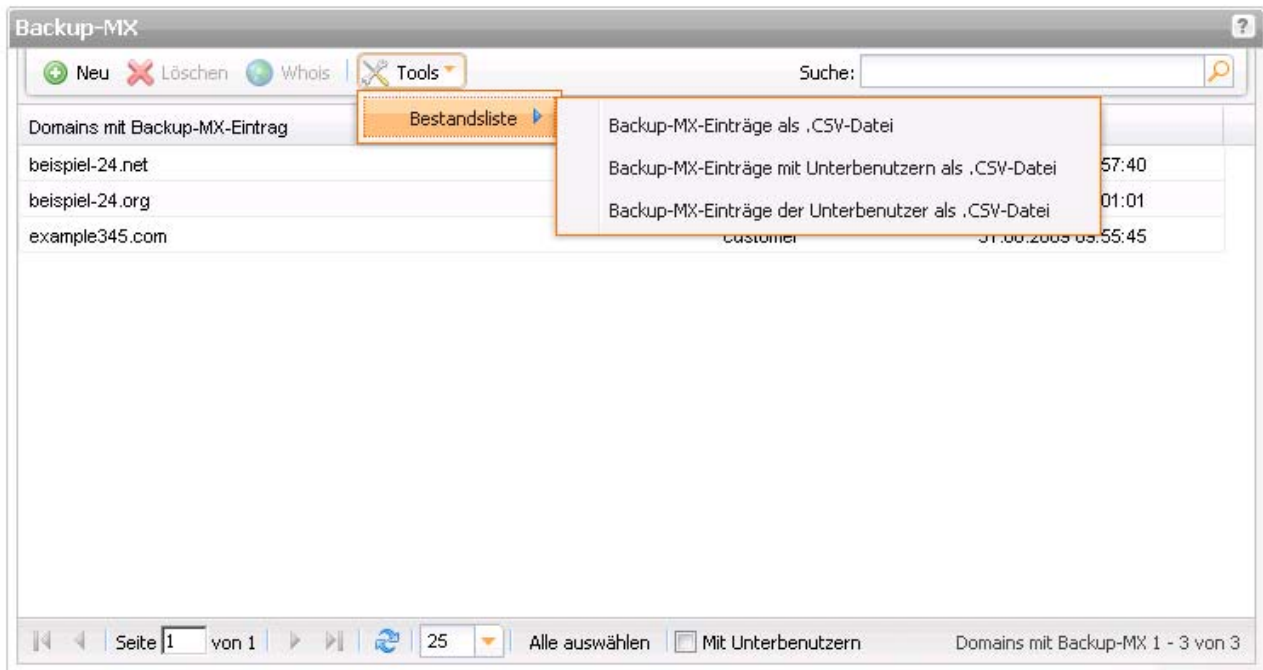 Backup-MX
?
Neu Löschen Whois Tools Suche:
Bestandsliste
Backup-MX-Einträge als .CSV-Datei
Backup-MX-Einträge mit Unterbenutzern als .CSV-Datei
Backup-MX-Einträge der Unterbenutzer als .CSV-Datei
Domains mit Backup-MX-Eintrag
beispiel-24.net 57:40
beispiel-24.org 01:01
example345.com 09:55:45
Seite 1 von 1 25 Alle auswählen Mit Unterbenutzern Domains mit Backup-MX 1 - 3 von 3